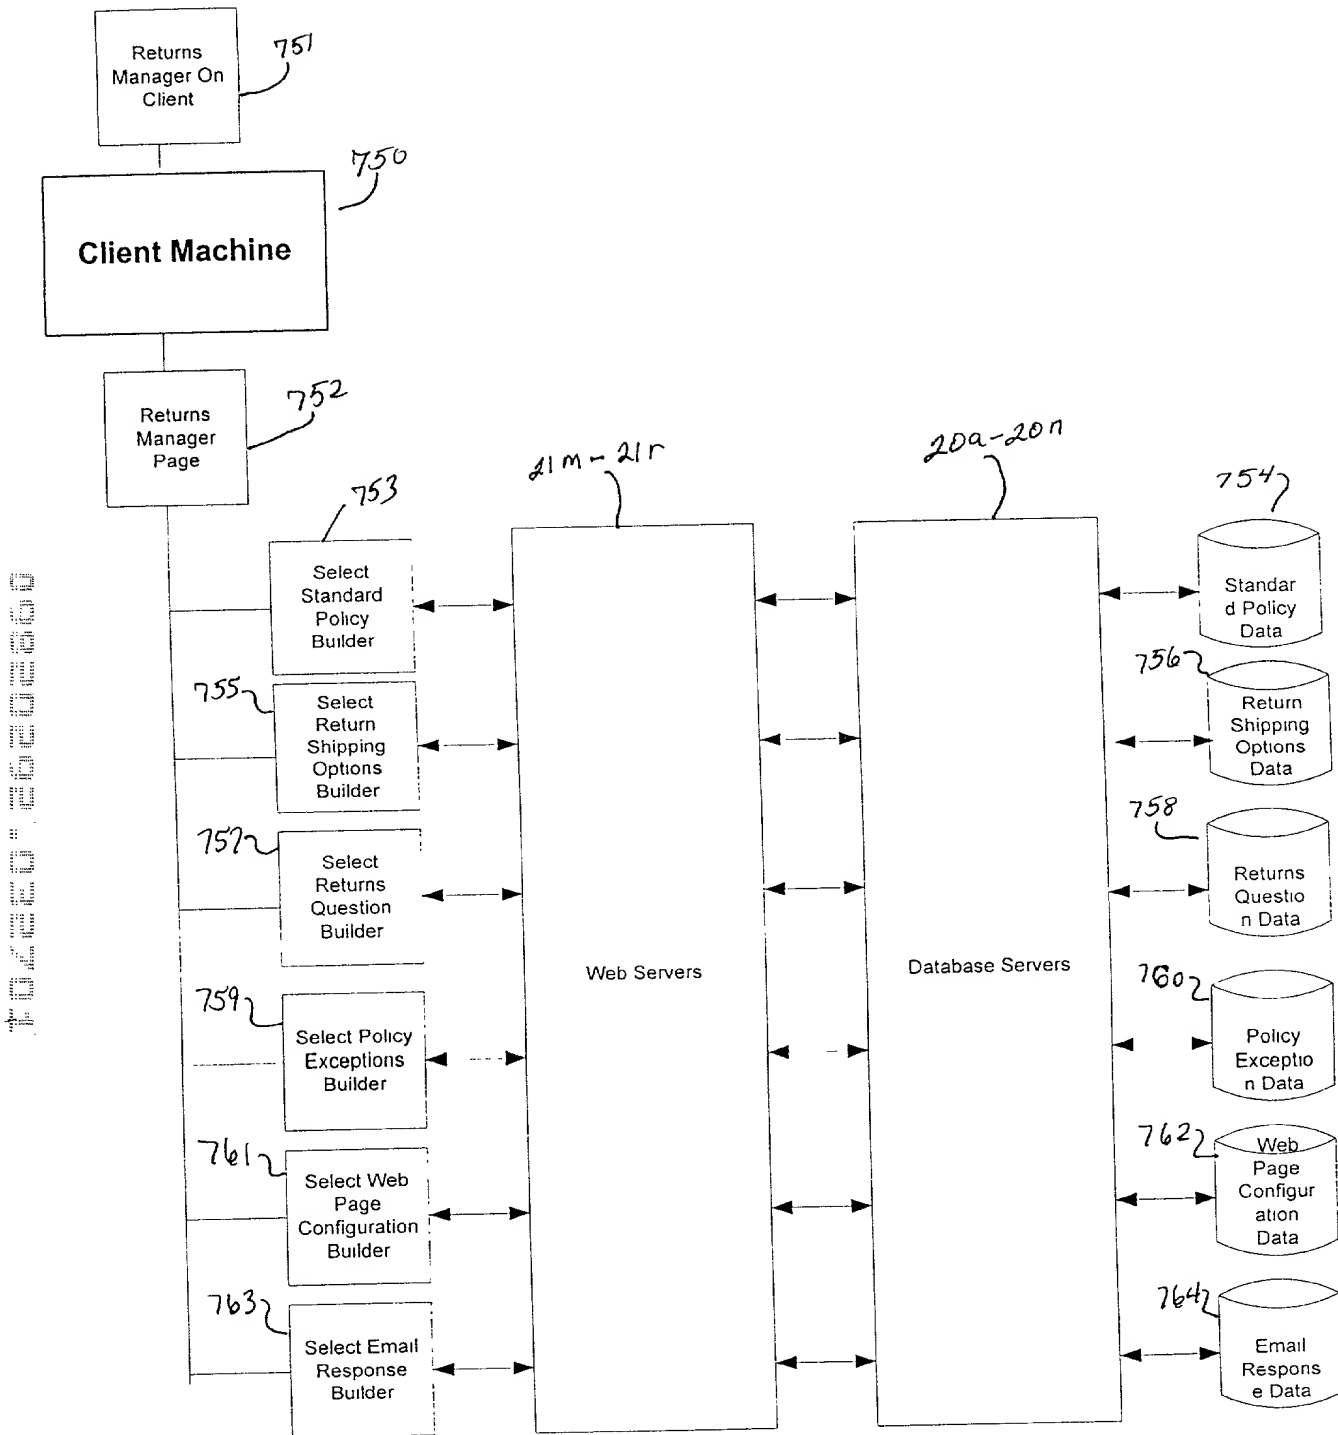 Returns
Manager On
Client
751
750
Client Machine
752
Returns
Manager
Page
21m-21r
20a-20n
753
754
Select
Standard
Policy
Builder
Standar
d Policy
Data
755
Select
Return
Shipping
Options
Builder
756
Return
Shipping
Options
Data
757
Select
Returns
Question
Builder
758
Returns
Questio
n Data
Web Servers
Database Servers
759
Select Policy
Exceptions
Builder
760
Policy
Exceptio
n Data
761
Select Web
Page
Configuration
Builder
762
Web
Page
Configur
ation
Data
763
Select Email
Response
Builder
764
Email
Respons
e Data